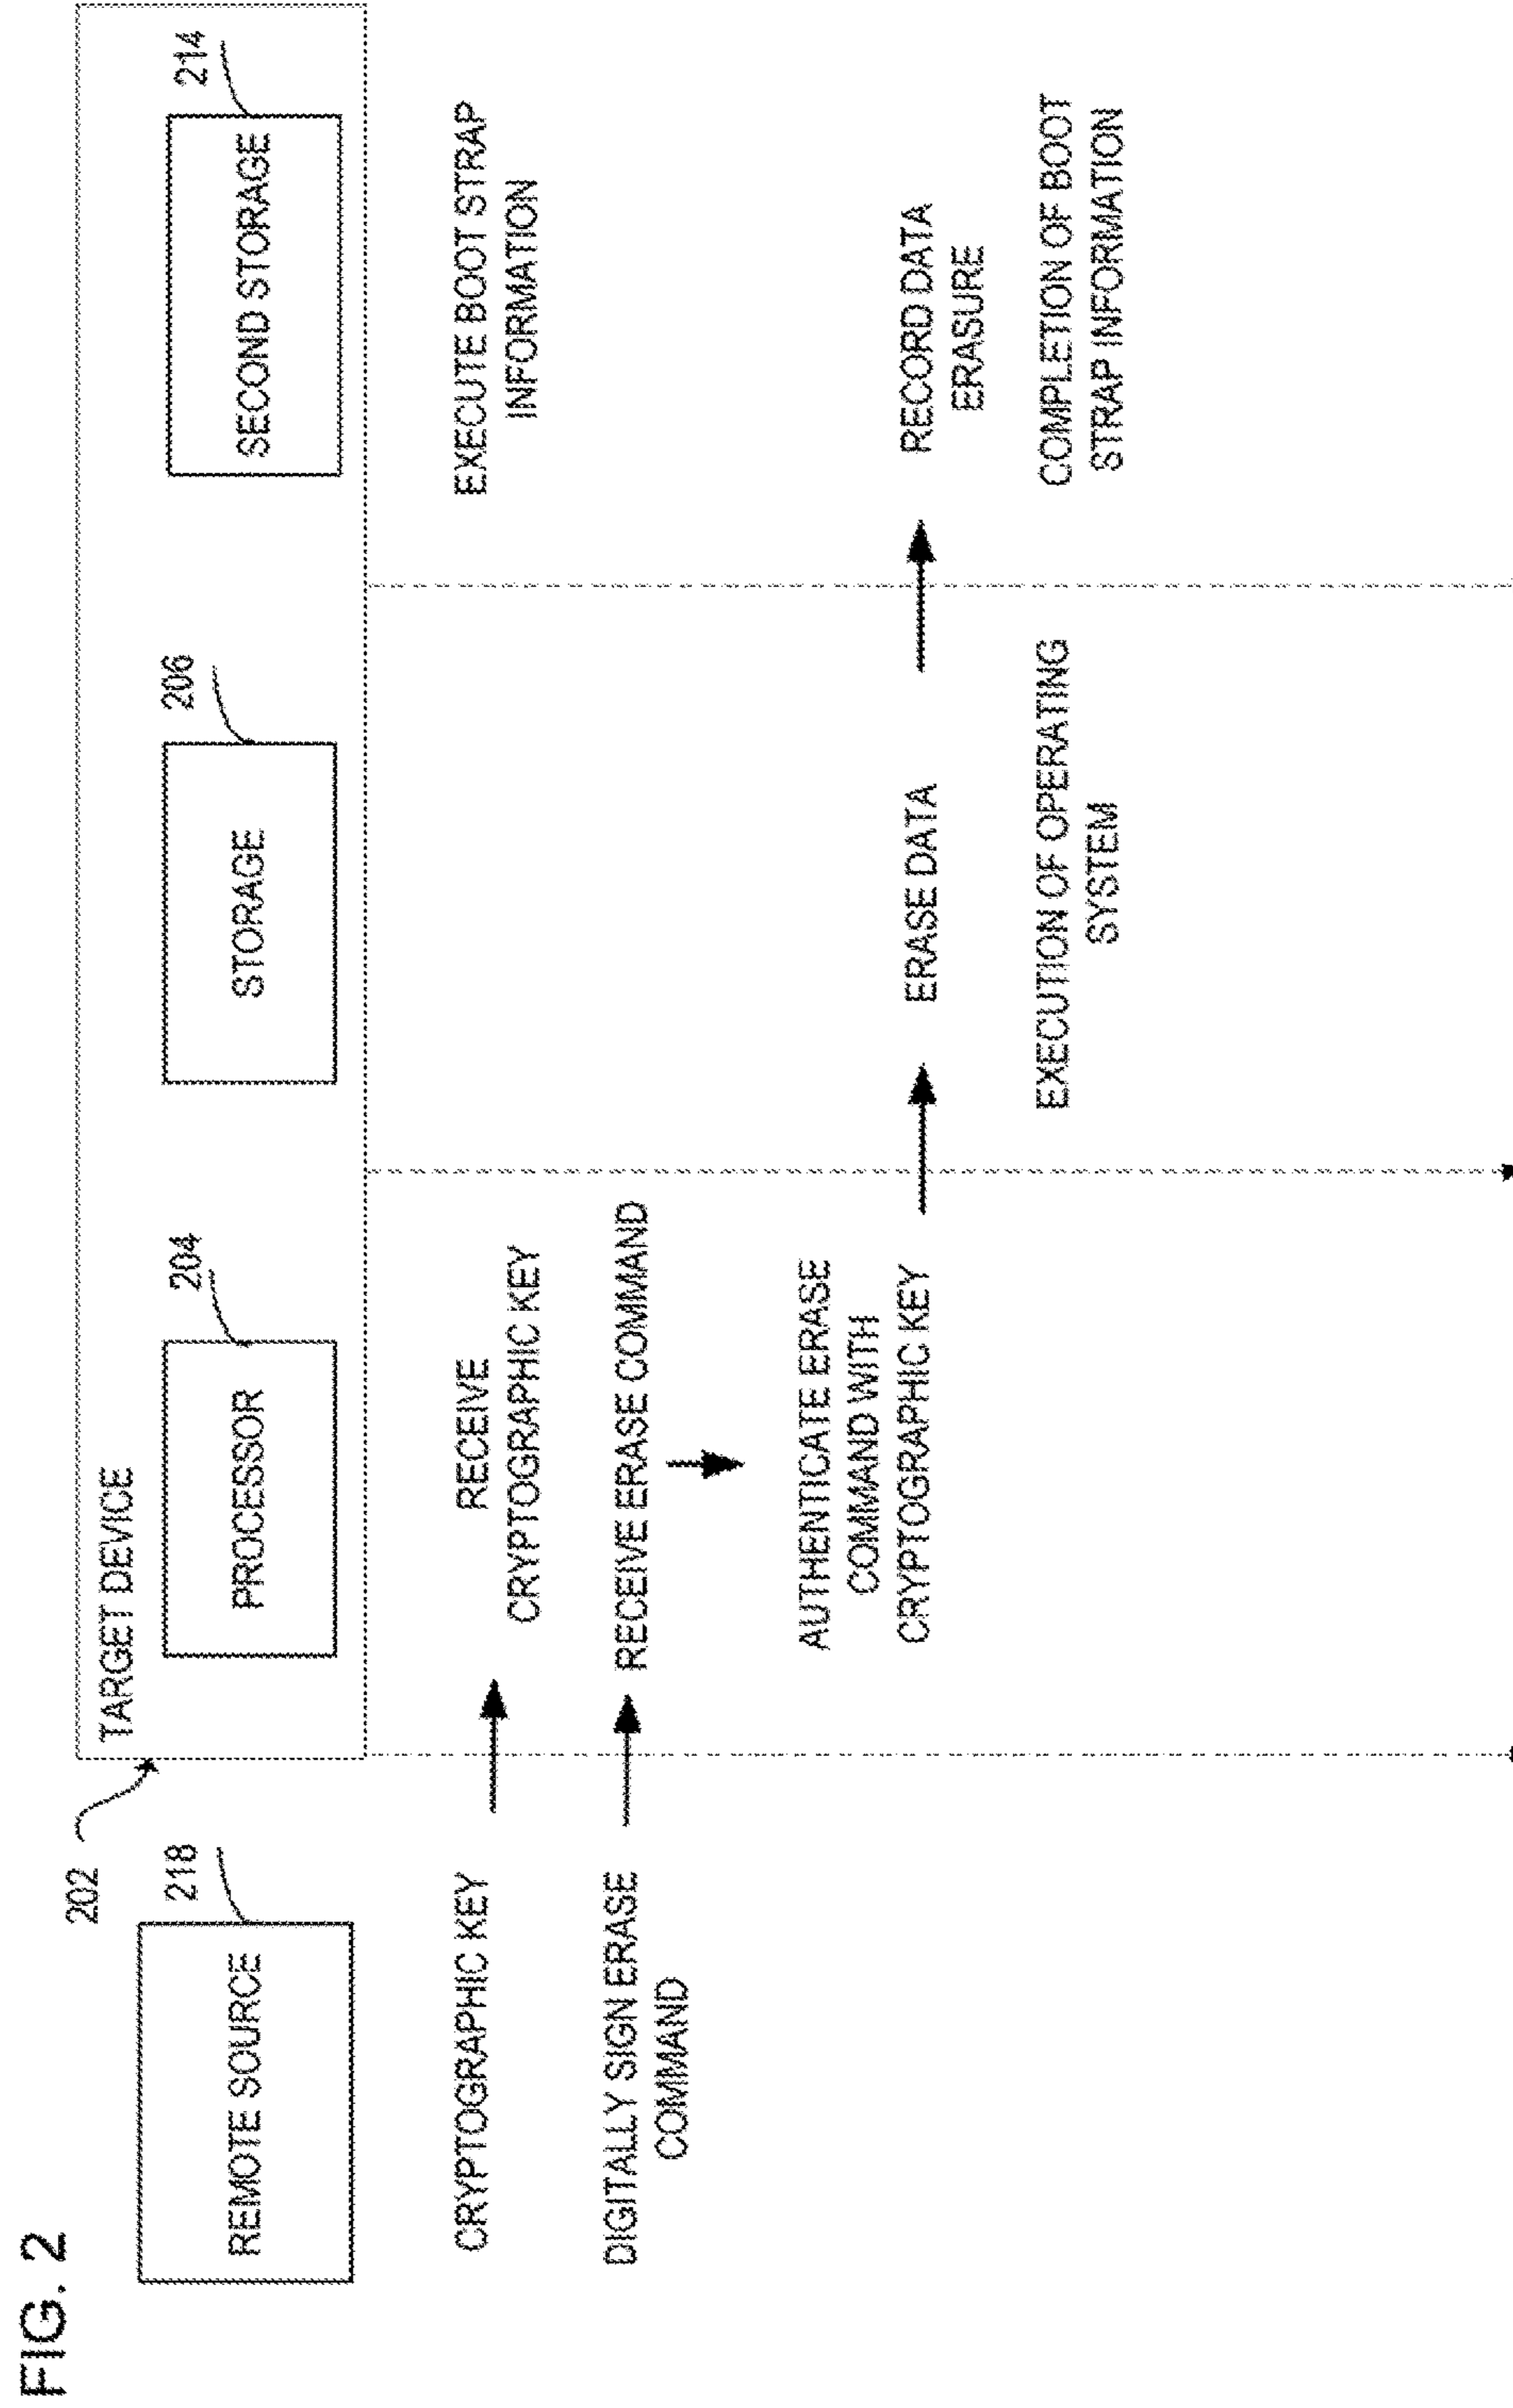 FIG. 2
202
TARGET DEVICE
218
204
206
214
REMOTE SOURCE
PROCESSOR
STORAGE
SECOND STORAGE
CRYPTOGRAPHIC KEY
RECEIVE
CRYPTOGRAPHIC KEY
EXECUTE BOOT STRAP
INFORMATION
DIGITALLY SIGN ERASE
COMMAND
RECEIVE ERASE COMMAND
AUTHENTICATE ERASE
COMMAND WITH
CRYPTOGRAPHIC KEY
ERASE DATA
RECORD DATA
ERASURE
EXECUTION OF OPERATING
SYSTEM
COMPLETION OF BOOT
STRAP INFORMATION